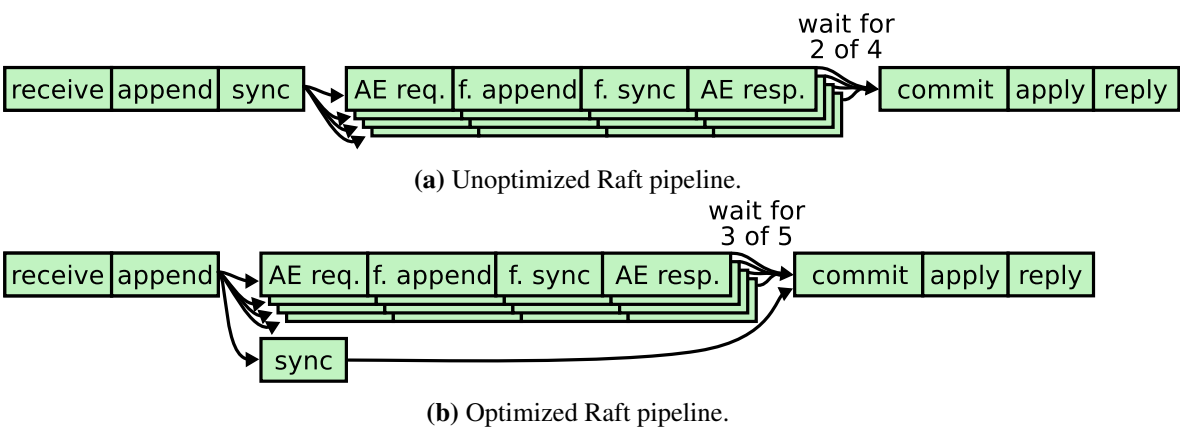 wait for
2 of 4
receive append sync AE req. f. append f. sync AE resp. commit apply reply
(a) Unoptimized Raft pipeline.
wait for
3 of 5
receive append AE req. f. append f. sync AE resp. commit apply reply
sync
(b) Optimized Raft pipeline.